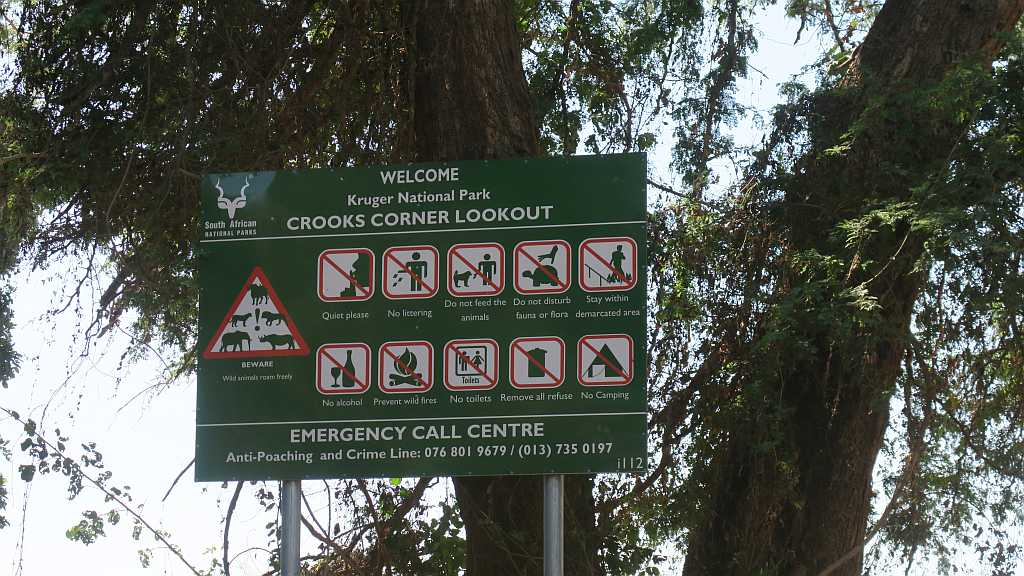 WELCOME
Kruger National Park
CROOKS CORNER LOOKOUT
South African
NATIONAL PARKS
Quiet please
No littering
Do not feed the
animals
Do not disturb
fauna or flora
Stay within
demarcated area
BEWARE
Wild animals roam freely
No alcohol
Prevent wild fires
Toilets
No toilets
Remove all refuse
No Camping
EMERGENCY CALL CENTRE
Anti-Poaching and Crime Line: 076 801 9679 / (013) 735 0197
i112